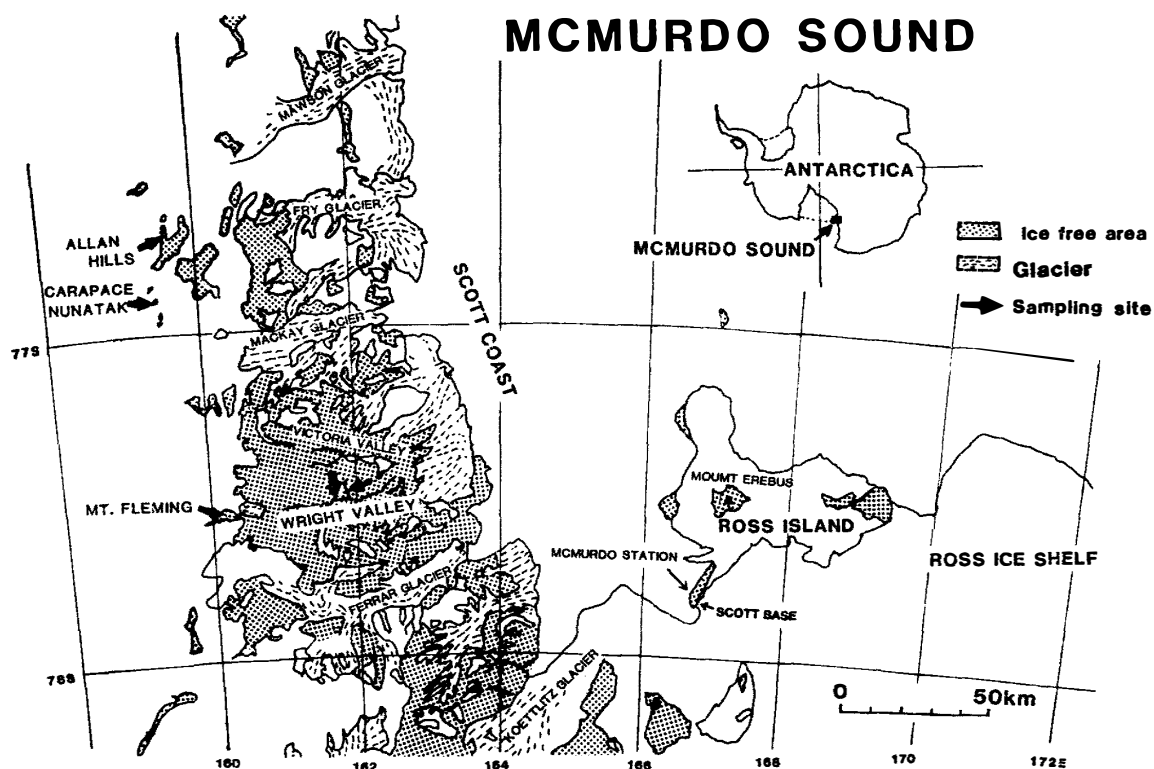 MCMURDO SOUND
MAWSON GLACIER
ANTARCTICA
FRY GLACIER
MCMURDO SOUND
Ice free area
Glacier
Sampling site
ALLAN
HILLS
CARAPACE
NUNATAK
SCOTT COAST
MACKAY GLACIER
77S
VICTORIA VALLEY
MT. FLEMING
WRIGHT VALLEY
MOUMT EREBUS
ROSS ISLAND
MCMURDO STATION
ROSS ICE SHELF
FERRAR GLACIER
SCOTT BASE
78S
KOETTLITZ GLACIER
0 50km
160 162 164 166 168 170 172E